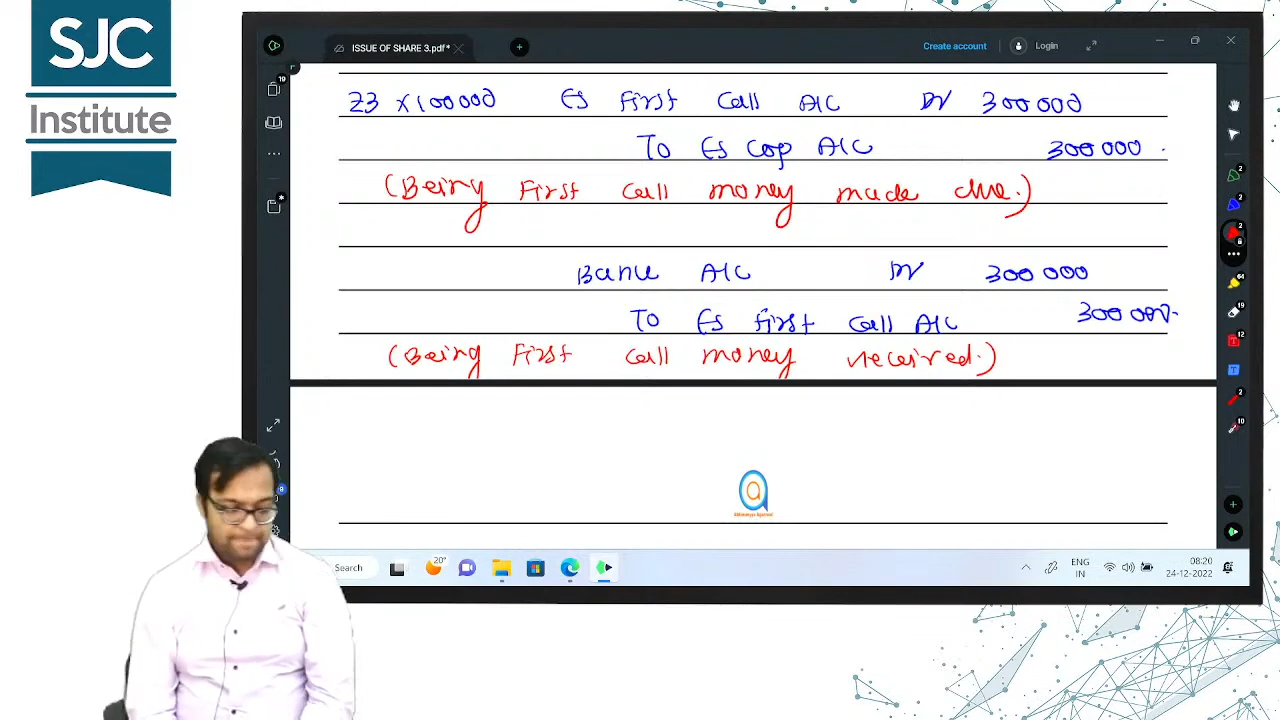 SJC
Institute
ISSUE OF SHARE 3.pdf*
Create account
Login
23 x 100000 Es First Call A/C Dr 300000
To Es Cap A/C 300000.
(Being First Call money made due.)
Bank A/C Dr 300000
To Es First Call A/C 300000.
(Being First Call money received.)
a
Search
20°
ENG
IN
08:20
24-12-2022